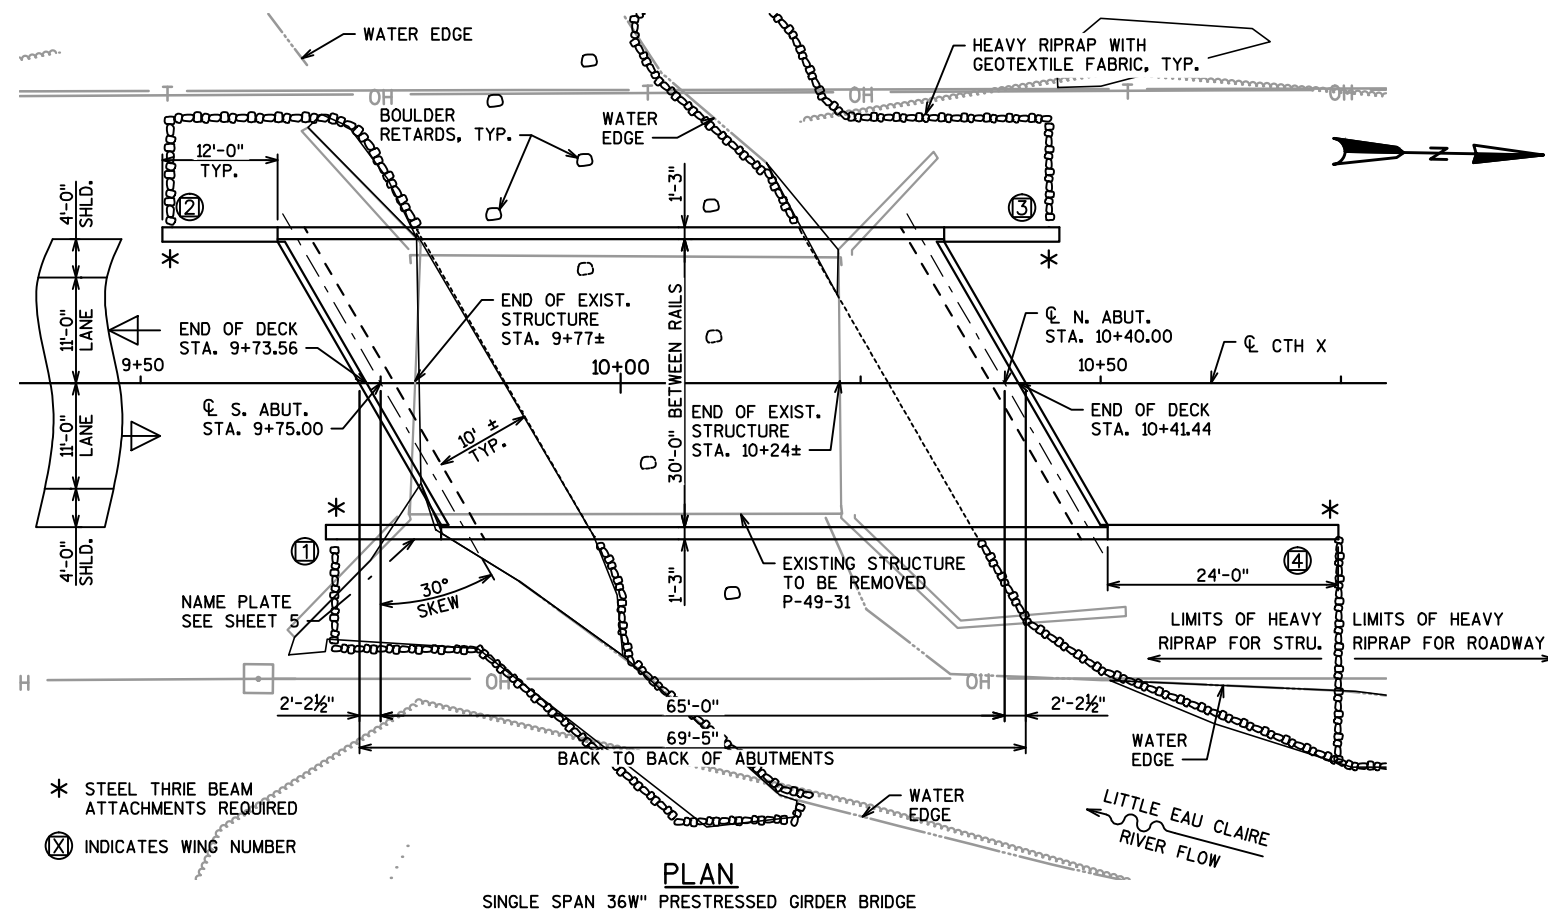 WATER EDGE
HEAVY RIPRAP WITH
GEOTEXTILE FABRIC, TYP.
T
OH
T
OH
T
OH
BOULDER
RETARDS, TYP.
WATER
EDGE
12'-0"
TYP.
N
4'-0"
SHLD.
2
1'-3"
3
*
*
END OF EXIST.
STRUCTURE
STA. 9+77±
END OF DECK
STA. 9+73.56
11'-0"
LANE
30'-0" BETWEEN RAILS
℄ N. ABUT.
STA. 10+40.00
℄ CTH X
9+50
10+00
10+50
℄ S. ABUT.
STA. 9+75.00
11'-0"
LANE
10' ±
TYP.
END OF EXIST.
STRUCTURE
STA. 10+24±
END OF DECK
STA. 10+41.44
*
*
1
4'-0"
SHLD.
1'-3"
4
EXISTING STRUCTURE
TO BE REMOVED
P-49-31
24'-0"
30°
SKEW
NAME PLATE
SEE SHEET 5
LIMITS OF HEAVY
RIPRAP FOR STRU.
LIMITS OF HEAVY
RIPRAP FOR ROADWAY
H
OH
OH
2'-2½"
65'-0"
2'-2½"
69'-5"
BACK TO BACK OF ABUTMENTS
WATER
EDGE
* STEEL THRIE BEAM
ATTACHMENTS REQUIRED
WATER
EDGE
LITTLE EAU CLAIRE
RIVER FLOW
X INDICATES WING NUMBER
PLAN
SINGLE SPAN 36W" PRESTRESSED GIRDER BRIDGE